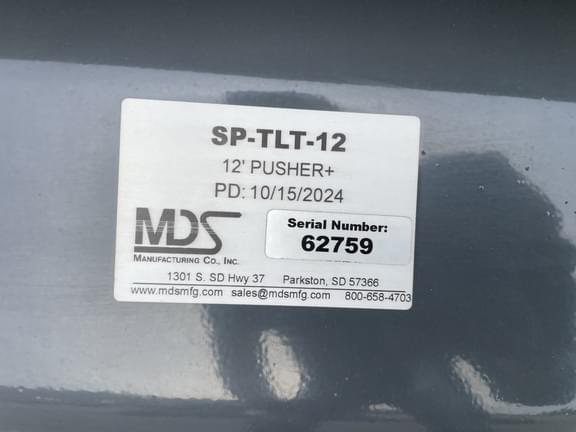 SP-TLT-12
12' PUSHER+
PD: 10/15/2024
MDS
MANUFACTURING CO., INC.
Serial Number:
62759
1301 S. SD Hwy 37 Parkston, SD 57366
www.mdsmfg.com sales@mdsmfg.com 800-658-4703